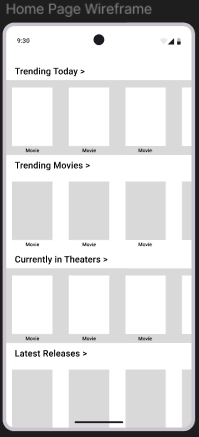 Home Page Wireframe
9:30
Trending Today >
Movie Movie Movie
Trending Movies >
Movie Movie Movie
Currently in Theaters >
Movie Movie Movie
Latest Releases >